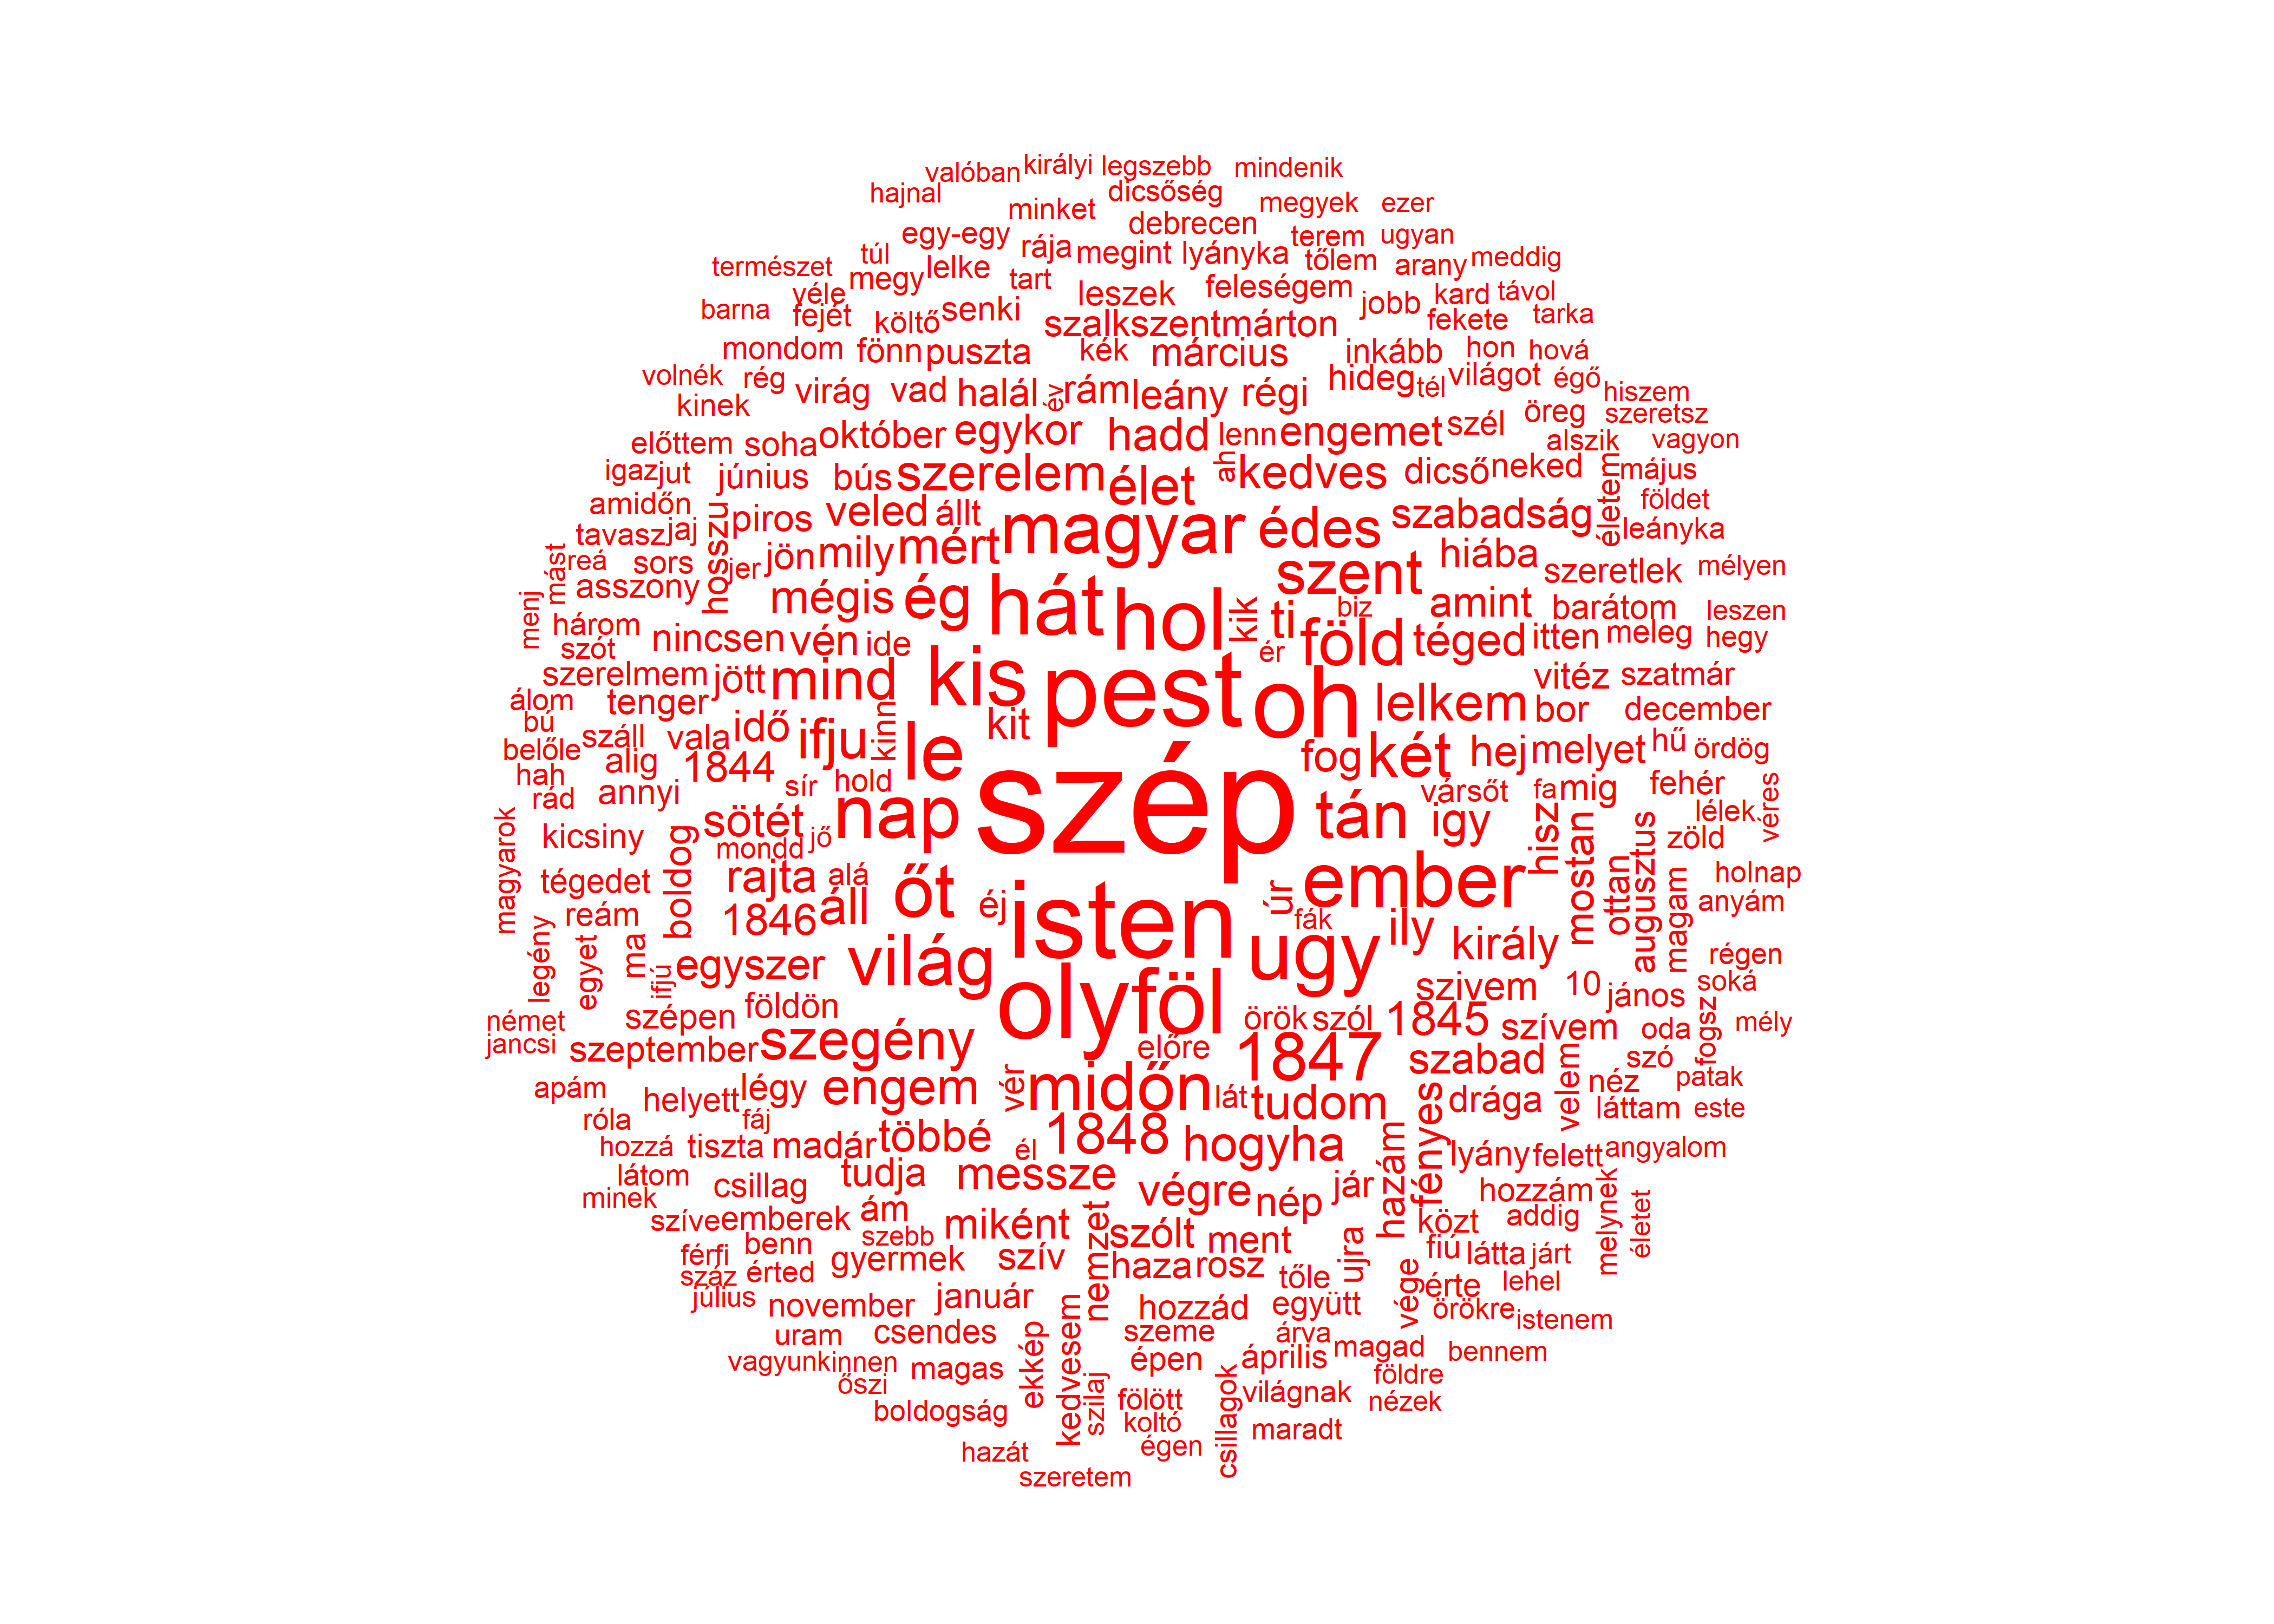 valóban királyi legszebb mindenik
hajnal dicsőség
minket megyek ezer
debrecen
egy-egy rája terem ugyan
természet túl megy lelke megint lyányka tőlem arany meddig
tart
barna véle fejét költő senki leszek feleségem jobb kard távol
szalkszentmárton fekete tarka
mondom fönn puszta kék március inkább hon hová
volnék rég virág vad halál év rám leány régi hideg tél világot égő hiszem
kinek öreg szeretsz
előttem soha október egykor hadd lenn engemet szél alszik vagyon
igaz jut június bús szerelem élet ah kedves dicső neked életem május
amidőn hosszu piros veled állt magyar édes szabadság földet leányka
tavasz jaj
mást reá sors jer jön mily mért szent hiába szeretlek mélyen
menj asszony mégis ég hát hol kik ti biz amint barátom leszen
három szót nincsen vén ide ér föld téged itten meleg hegy
szerelmem jött mind kis pest oh lelkem vitéz szatmár
álom tenger bor december
bú belőle száll vala idő ifju kinn le kit fog két hej melyet hű ördög
hah alig 1844
rád annyi sír hold szép vársőt fa mig fehér véres
magyarok kicsiny boldog sötét mondd jő nap tán igy hisz mostan lélek zöld
tégedet rajta alá őt ember ottan augusztus holnap
reám 1846 áll éj isten úr fák ily király magam anyám
legény egyet ma ifjú egyszer világ ugy régen
földön szivem 10 jános soká
német szépen olyföl örök szól 1845 szívem oda fogsz mély
jancsi szeptember szegény előre 1847 szabad szó
apám helyett légy engem vér midőn lát tudom drága velem néz patak
róla fáj láttam este
hozzá tiszta madár többé él 1848 hogyha hazám fényes lyány felett angyalom
látom csillag tudja messze végre nép jár hozzám melynek
minek szíve emberek ám miként nemzet szólt ment közt addig életet
férfi benn szebb gyermek szív haza rosz ujra fiú látta járt
száz érted tőle vége érte lehel
július november január hozzád együtt örökre istenem
uram csendes ekkép kedvesem szeme árva magad bennem
vagyunk innen magas szilaj épen április földre
őszi fölött csillagok világnak nézek
boldogság koltó maradt
hazát égen
szeretem